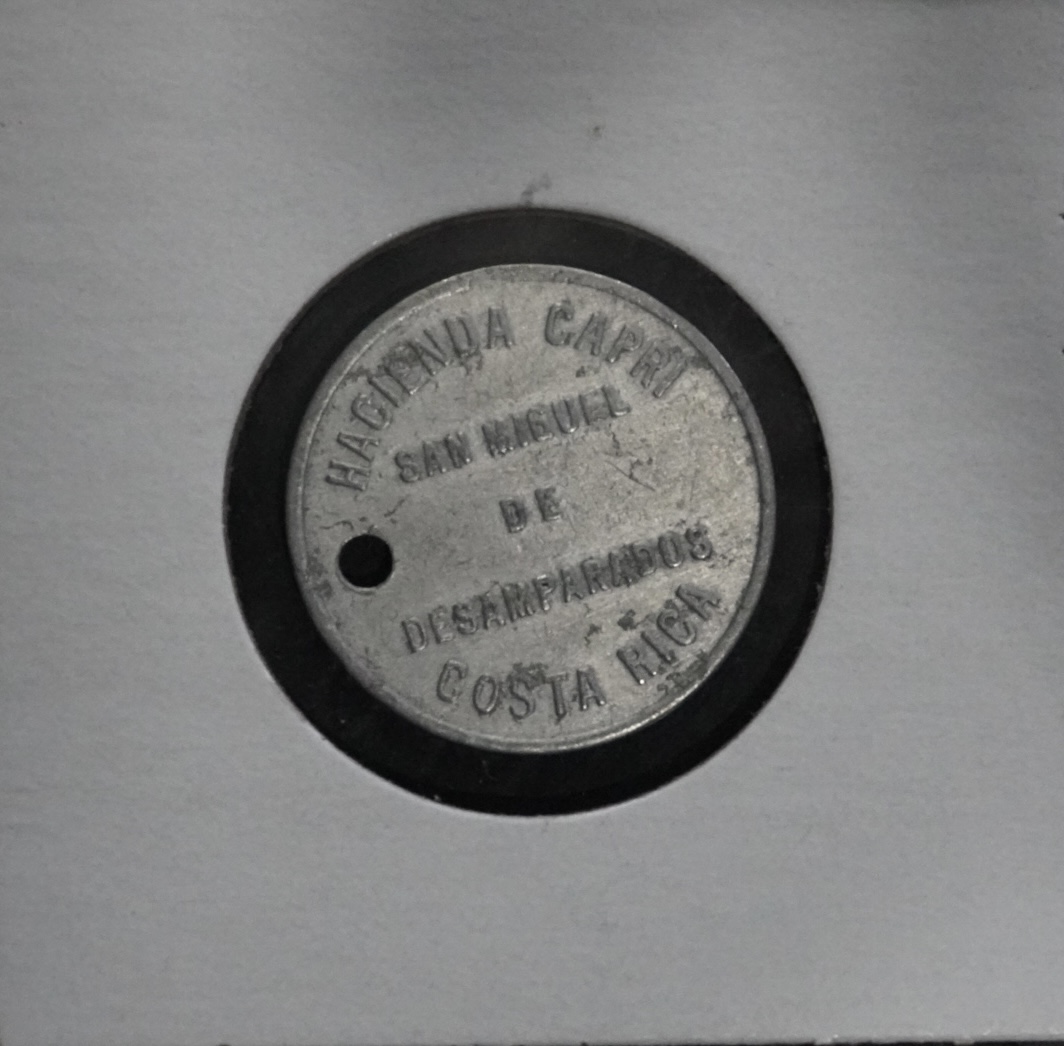 HACIENDA CAPRI
SAN MIGUEL
DE
DESAMPARADOS
COSTA RICA